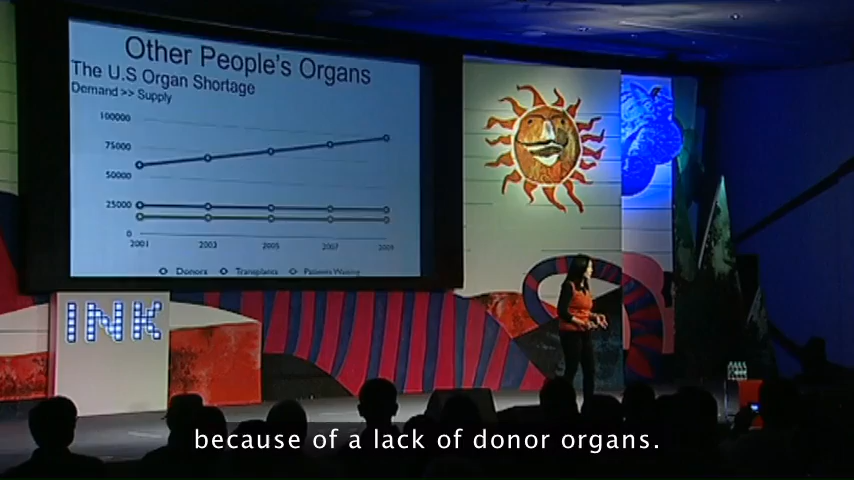 Other People's Organs
The U.S Organ Shortage
Demand >> Supply
100000
75000
50000
25000
0
2001
2003
2005
2007
2009
Donors
Transplants
Patients Waiting
INK
because of a lack of donor organs.